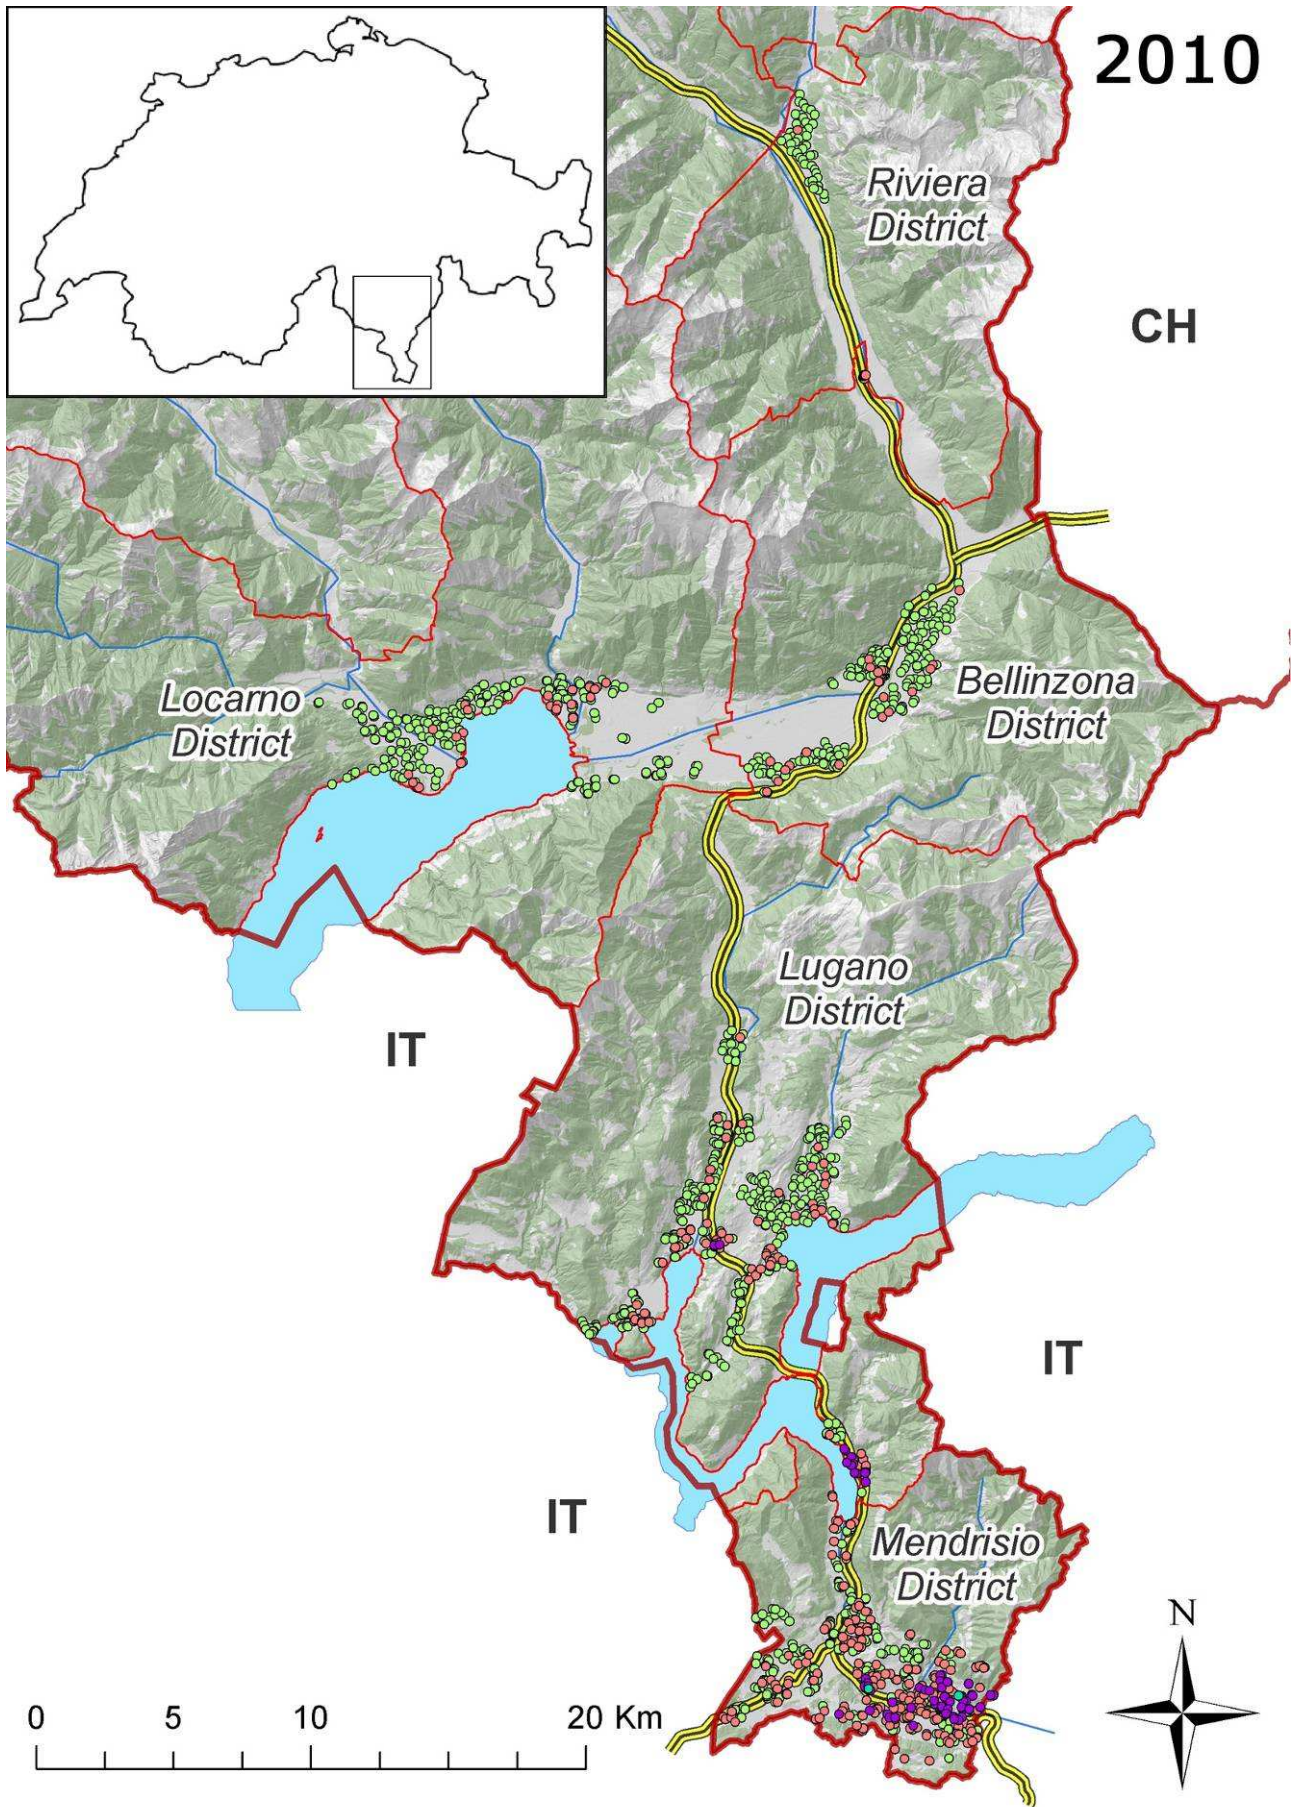 2010
Riviera
District
CH
Locarno
District
Bellinzona
District
Lugano
District
IT
IT
IT
Mendrisio
District
N
0 5 10 20 Km